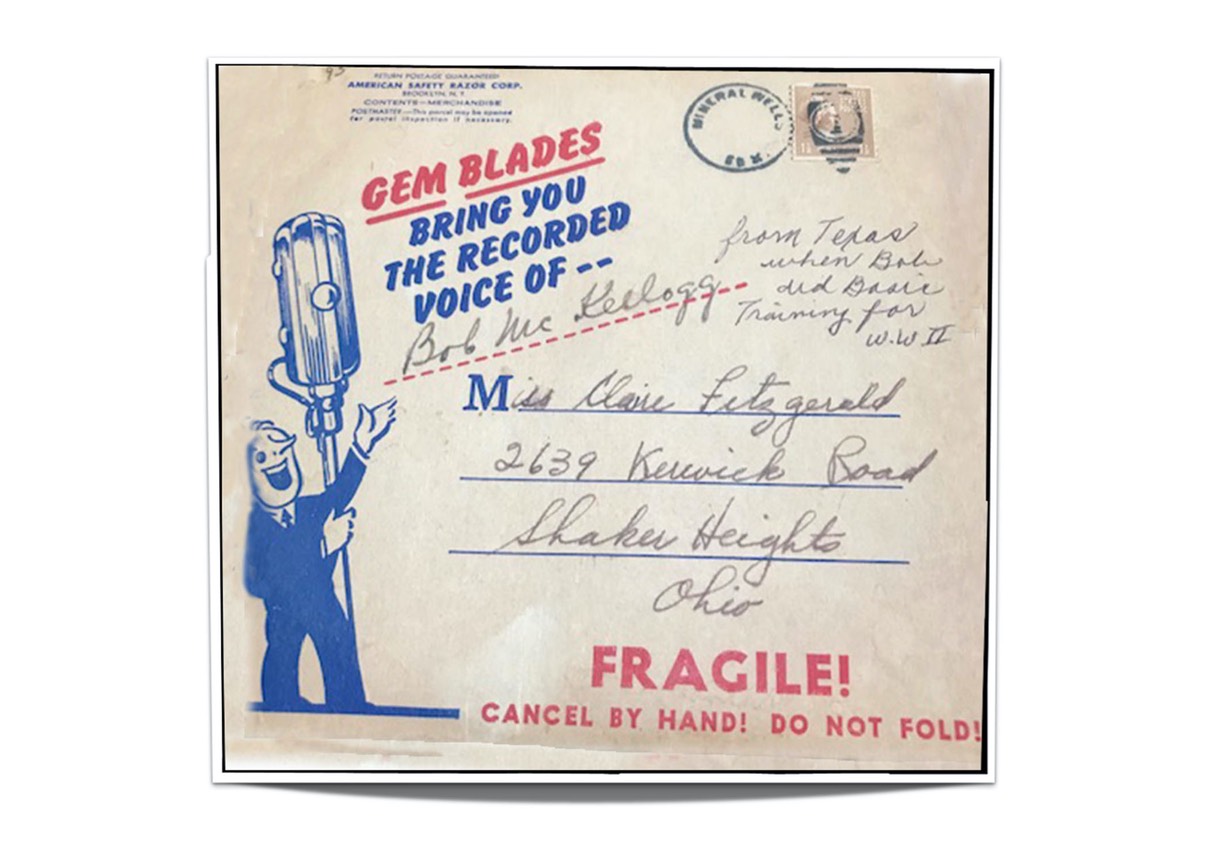 93
RETURN POSTAGE GUARANTEED
AMERICAN SAFETY RAZOR CORP.
BROOKLYN, N. Y.
CONTENTS—MERCHANDISE
POSTMASTER—This parcel may be opened
for postal inspection if necessary.
MINERAL WELLS
GEM BLADES
BRING YOU
THE RECORDED
VOICE OF --
Bob Mc Kellogg
from Texas
when Bob
did Basic
Training for
W.W II
Miss Claire Fitzgerald
2639 Kerwick Road
Shaker Heights
Ohio
FRAGILE!
CANCEL BY HAND! DO NOT FOLD!